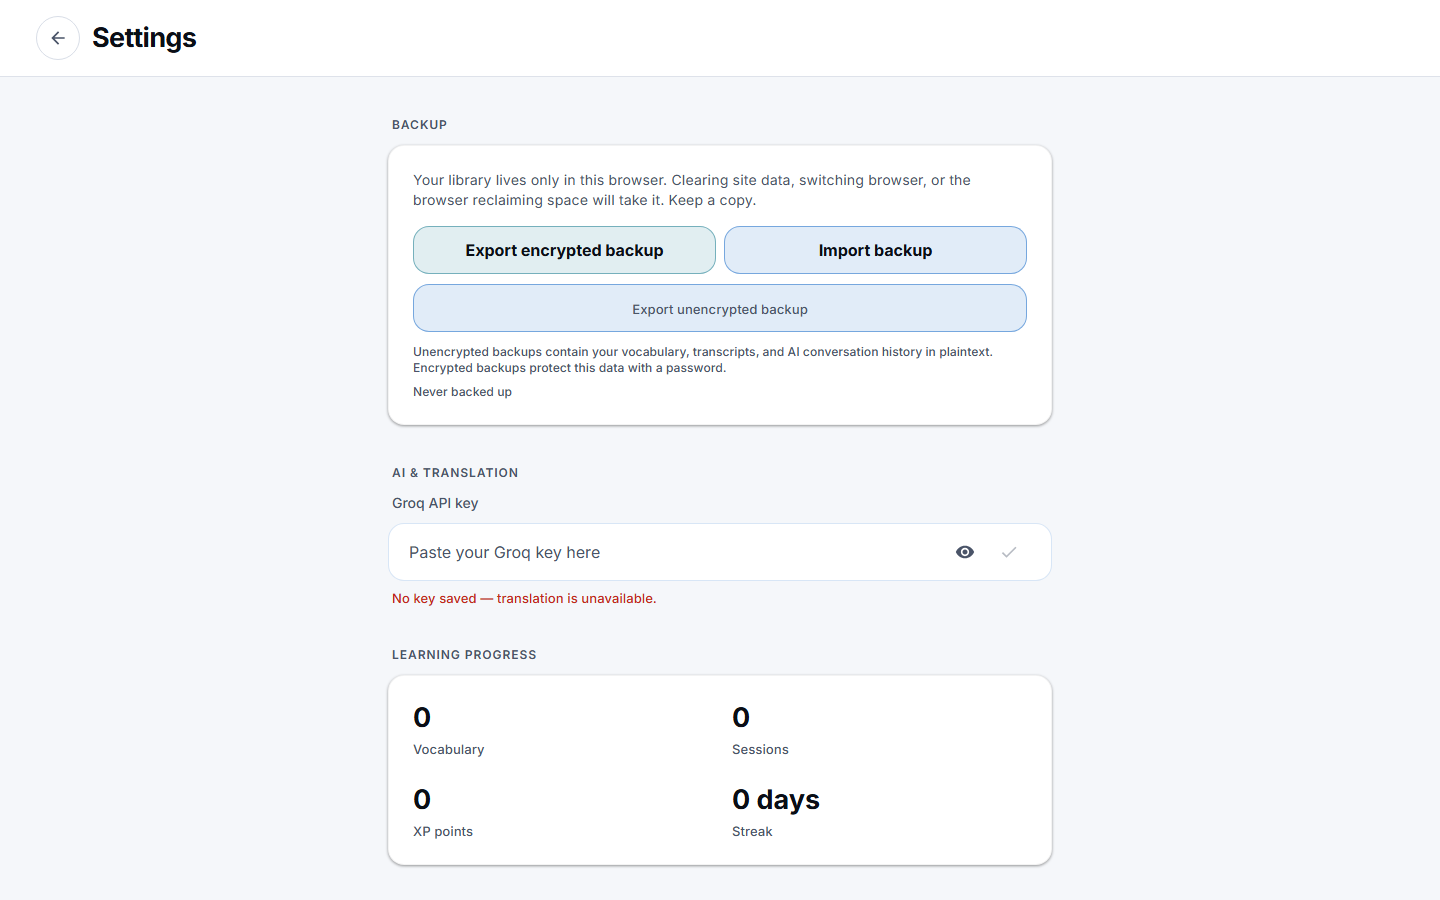 Settings
BACKUP
Your library lives only in this browser. Clearing site data, switching browser, or the
browser reclaiming space will take it. Keep a copy.
Export encrypted backup
Import backup
Export unencrypted backup
Unencrypted backups contain your vocabulary, transcripts, and AI conversation history in plaintext.
Encrypted backups protect this data with a password.
Never backed up
AI & TRANSLATION
Groq API key
Paste your Groq key here
No key saved — translation is unavailable.
LEARNING PROGRESS
0
Vocabulary
0
Sessions
0
XP points
0 days
Streak